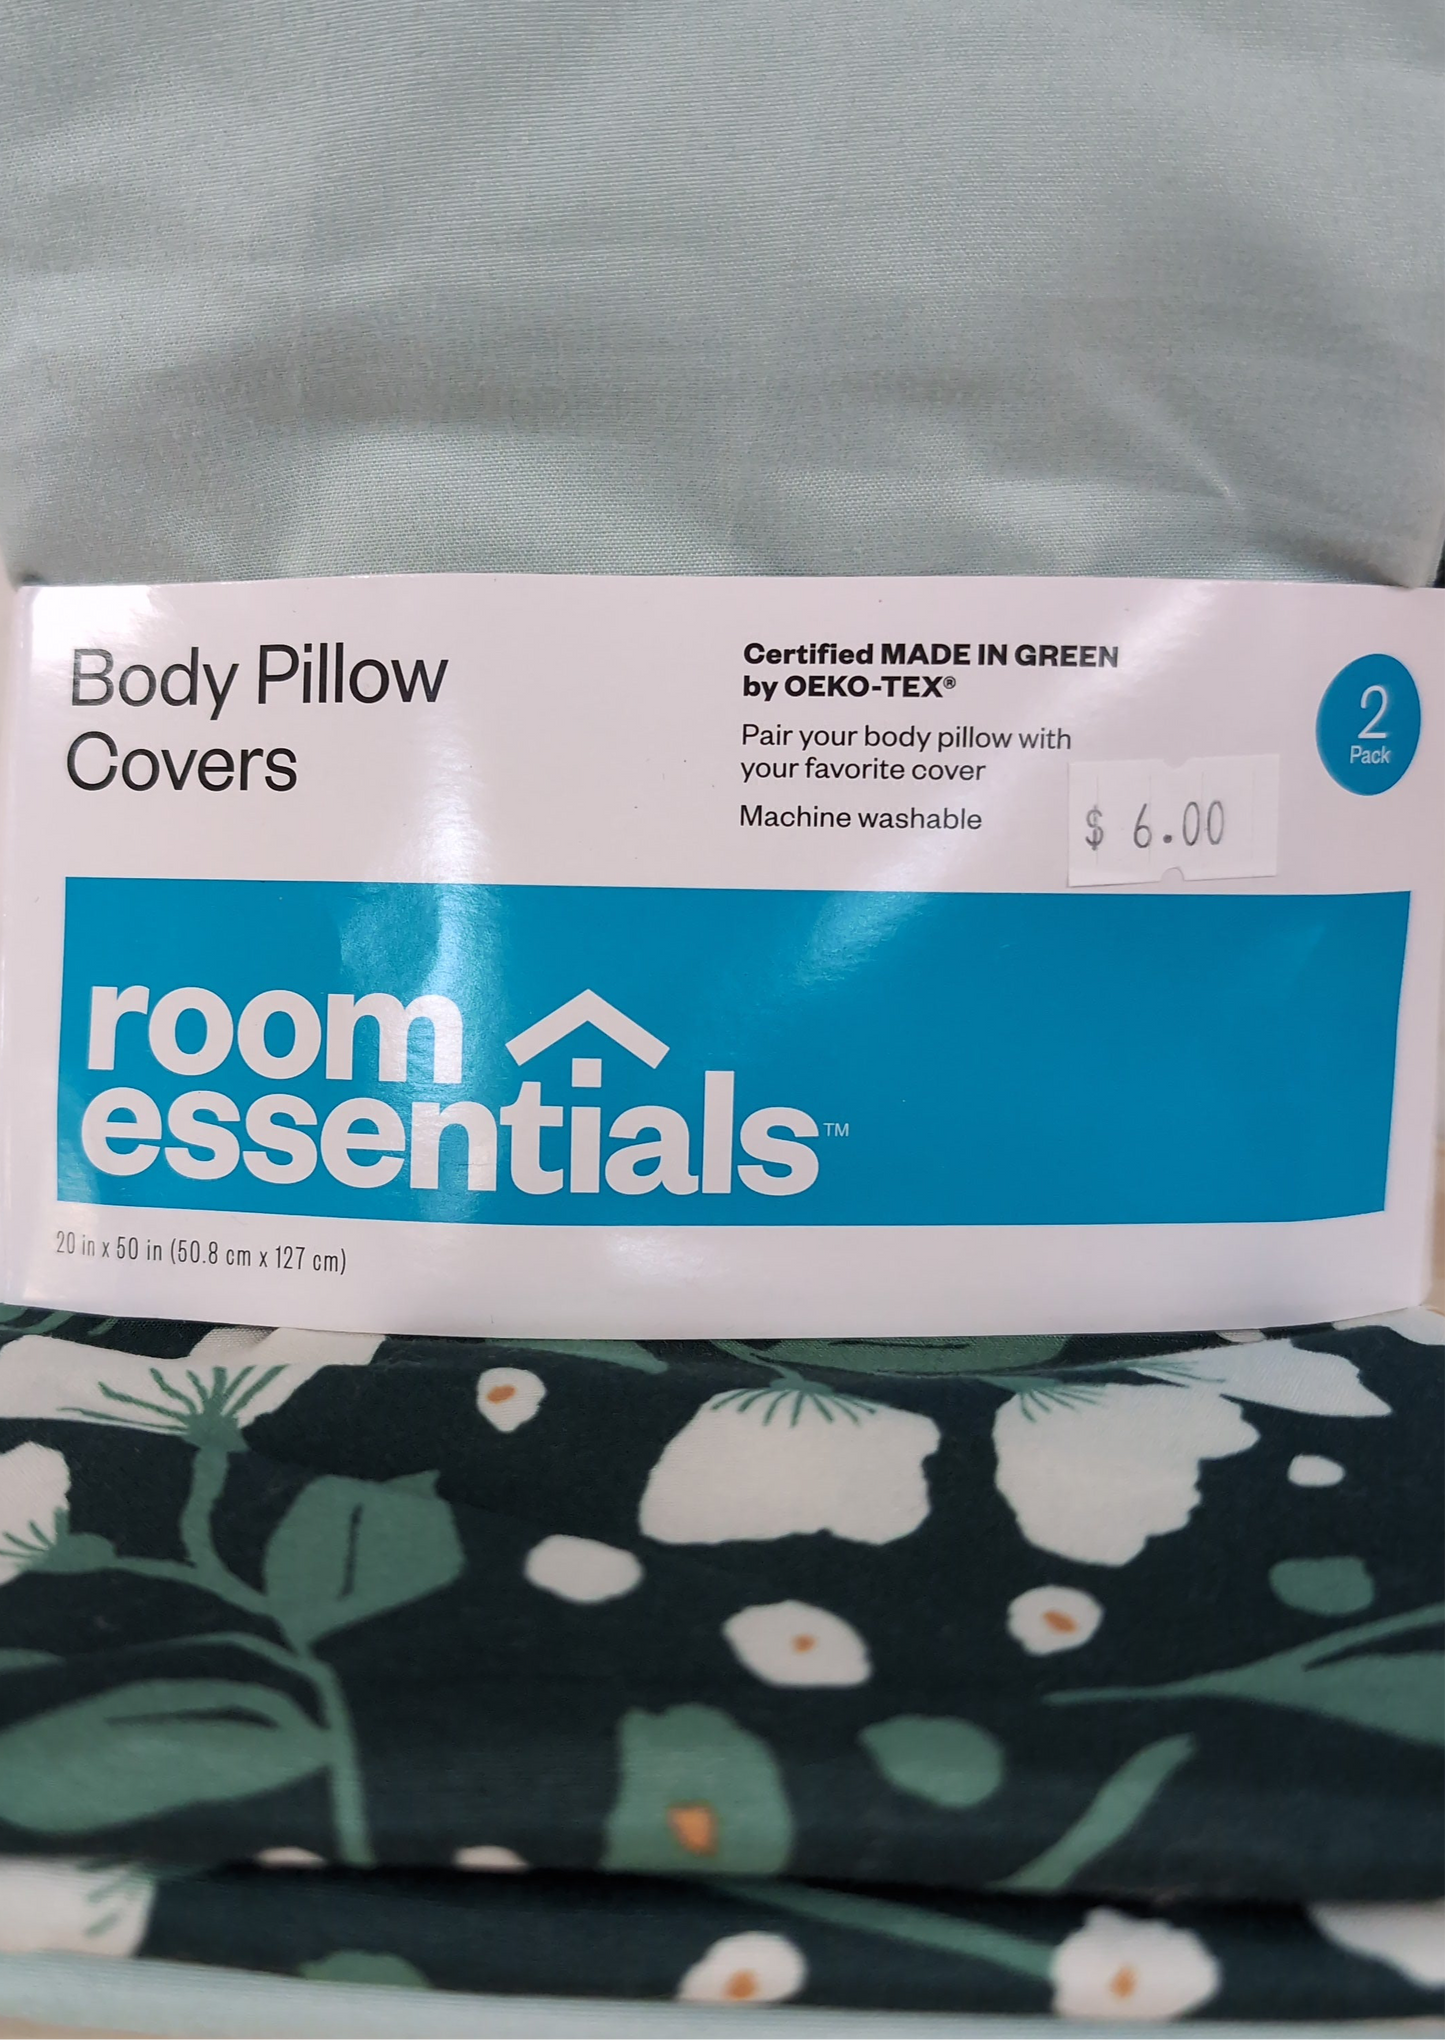 Body Pillow
Covers
Certified MADE IN GREEN
by OEKO-TEX®
Pair your body pillow with
your favorite cover
Machine washable
2
Pack
$ 6.00
room
essentials™
20 in x 50 in (50.8 cm x 127 cm)